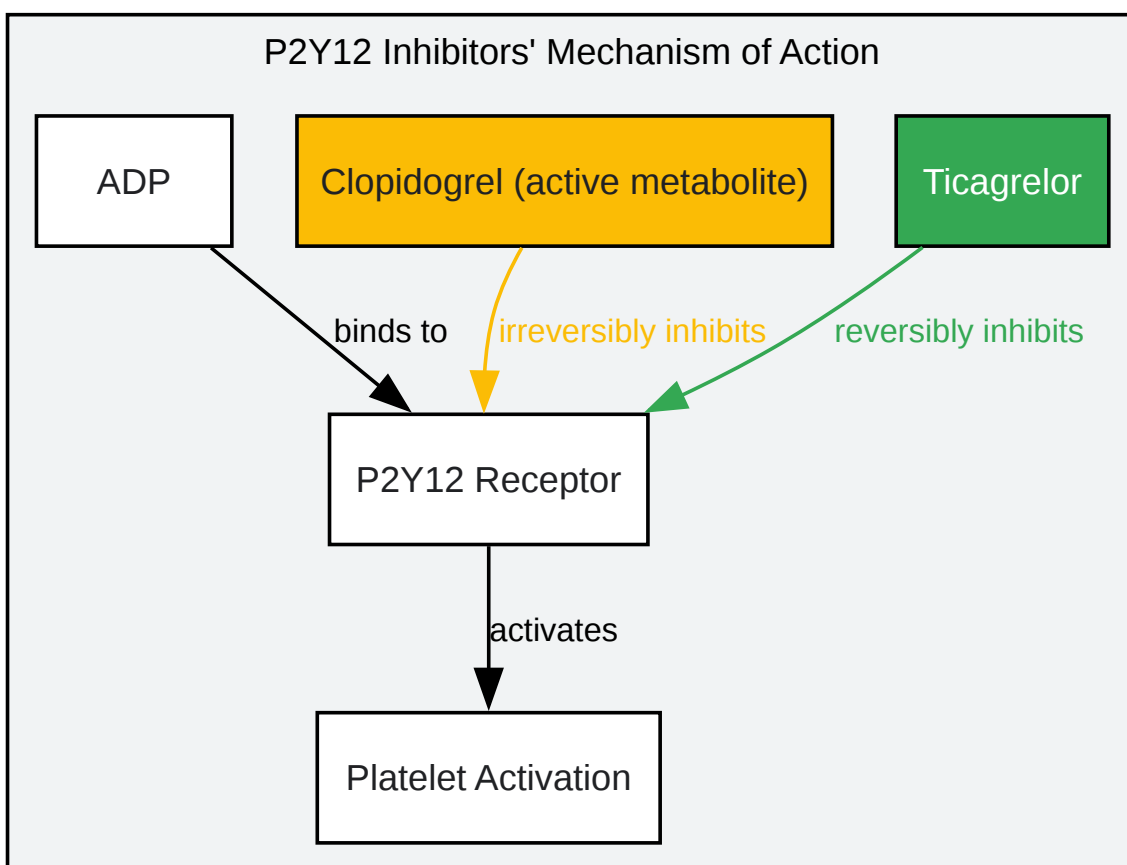 P2Y12 Inhibitors' Mechanism of Action
ADP
Clopidogrel (active metabolite)
Ticagrelor
binds to
irreversibly inhibits
reversibly inhibits
P2Y12 Receptor
activates
Platelet Activation